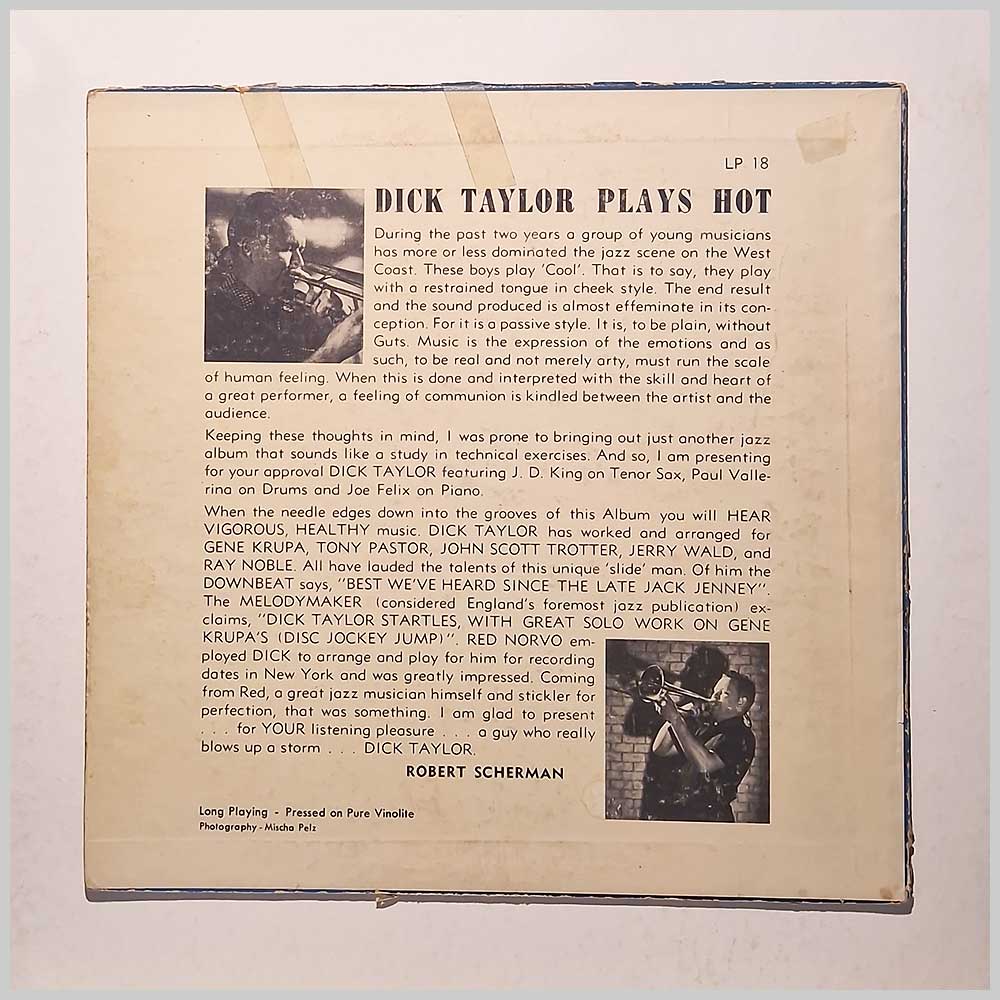 LP 18
DICK TAYLOR PLAYS HOT
During the past two years a group of young musicians
has more or less dominated the jazz scene on the West
Coast. These boys play 'Cool'. That is to say, they play
with a restrained tongue in cheek style. The end result
and the sound produced is almost effeminate in its con-
ception. For it is a passive style. It is, to be plain, without
Guts. Music is the expression of the emotions and as
such, to be real and not merely arty, must run the scale
of human feeling. When this is done and interpreted with the skill and heart of
a great performer, a feeling of communion is kindled between the artist and the
audience.
Keeping these thoughts in mind, I was prone to bringing out just another jazz
album that sounds like a study in technical exercises. And so, I am presenting
for your approval DICK TAYLOR featuring J. D. King on Tenor Sax, Paul Valle-
rina on Drums and Joe Felix on Piano.
When the needle edges down into the grooves of this Album you will HEAR
VIGOROUS, HEALTHY music. DICK TAYLOR has worked and arranged for
GENE KRUPA, TONY PASTOR, JOHN SCOTT TROTTER, JERRY WALD, and
RAY NOBLE. All have lauded the talents of this unique 'slide' man. Of him the
DOWNBEAT says, "BEST WE'VE HEARD SINCE THE LATE JACK JENNEY".
The MELODYMAKER (considered England's foremost jazz publication) ex-
claims, "DICK TAYLOR STARTLES, WITH GREAT SOLO WORK ON GENE
KRUPA'S (DISC JOCKEY JUMP)". RED NORVO em-
ployed DICK to arrange and play for him for recording
dates in New York and was greatly impressed. Coming
from Red, a great jazz musician himself and stickler for
perfection, that was something. I am glad to present
. . . for YOUR listening pleasure . . . a guy who really
blows up a storm . . . DICK TAYLOR.
ROBERT SCHERMAN
Long Playing - Pressed on Pure Vinolite
Photography - Mischa Pelz